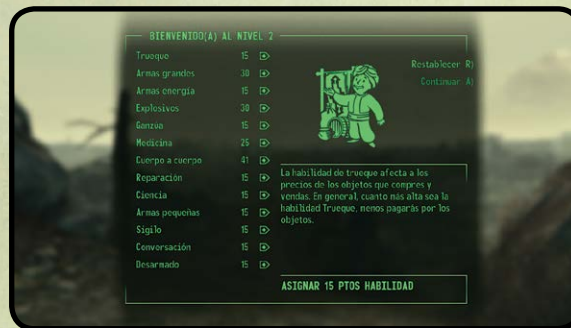 BIENVENIDO(A) AL NIVEL 2
Trueque 15
Armas grandes 30
Armas energía 15
Explosivos 30
Ganzúa 15
Medicina 25
Cuerpo a cuerpo 41
Reparación 15
Ciencia 15
Armas pequeñas 15
Sigilo 15
Conversación 15
Desarmado 15
Restablecer R)
Continuar A)
La habilidad de trueque afecta a los
precios de los objetos que compres y
vendas. En general, cuanto más alta sea la
habilidad Trueque, menos pagarás por los
objetos.
ASIGNAR 15 PTOS HABILIDAD